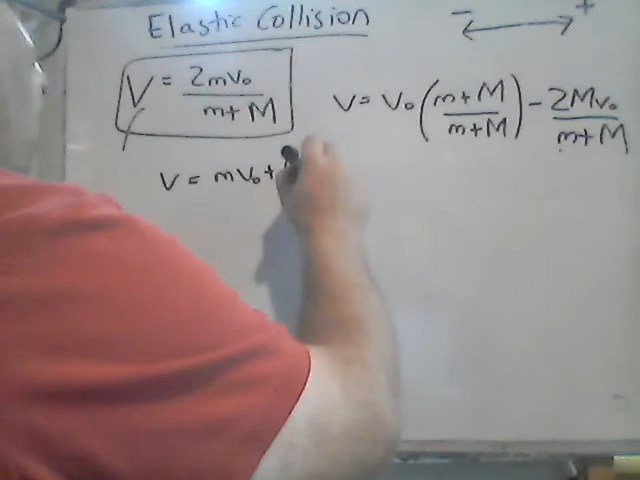 Elastic Collision
- +
V = 2mv₀ / m+M
v = v₀ (m+M / m+M) - 2Mv₀ / m+M
v = mv₀ +